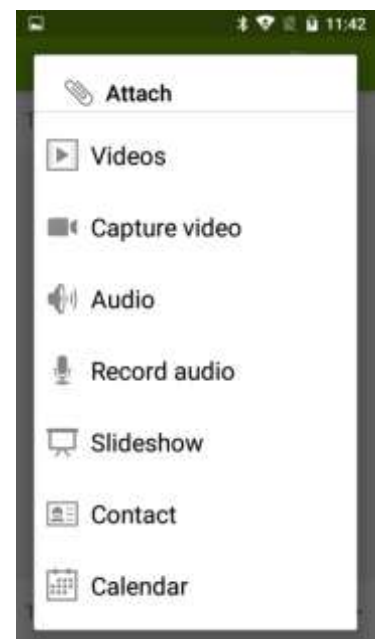 11:42
Attach
Videos
Capture video
Audio
Record audio
Slideshow
Contact
Calendar